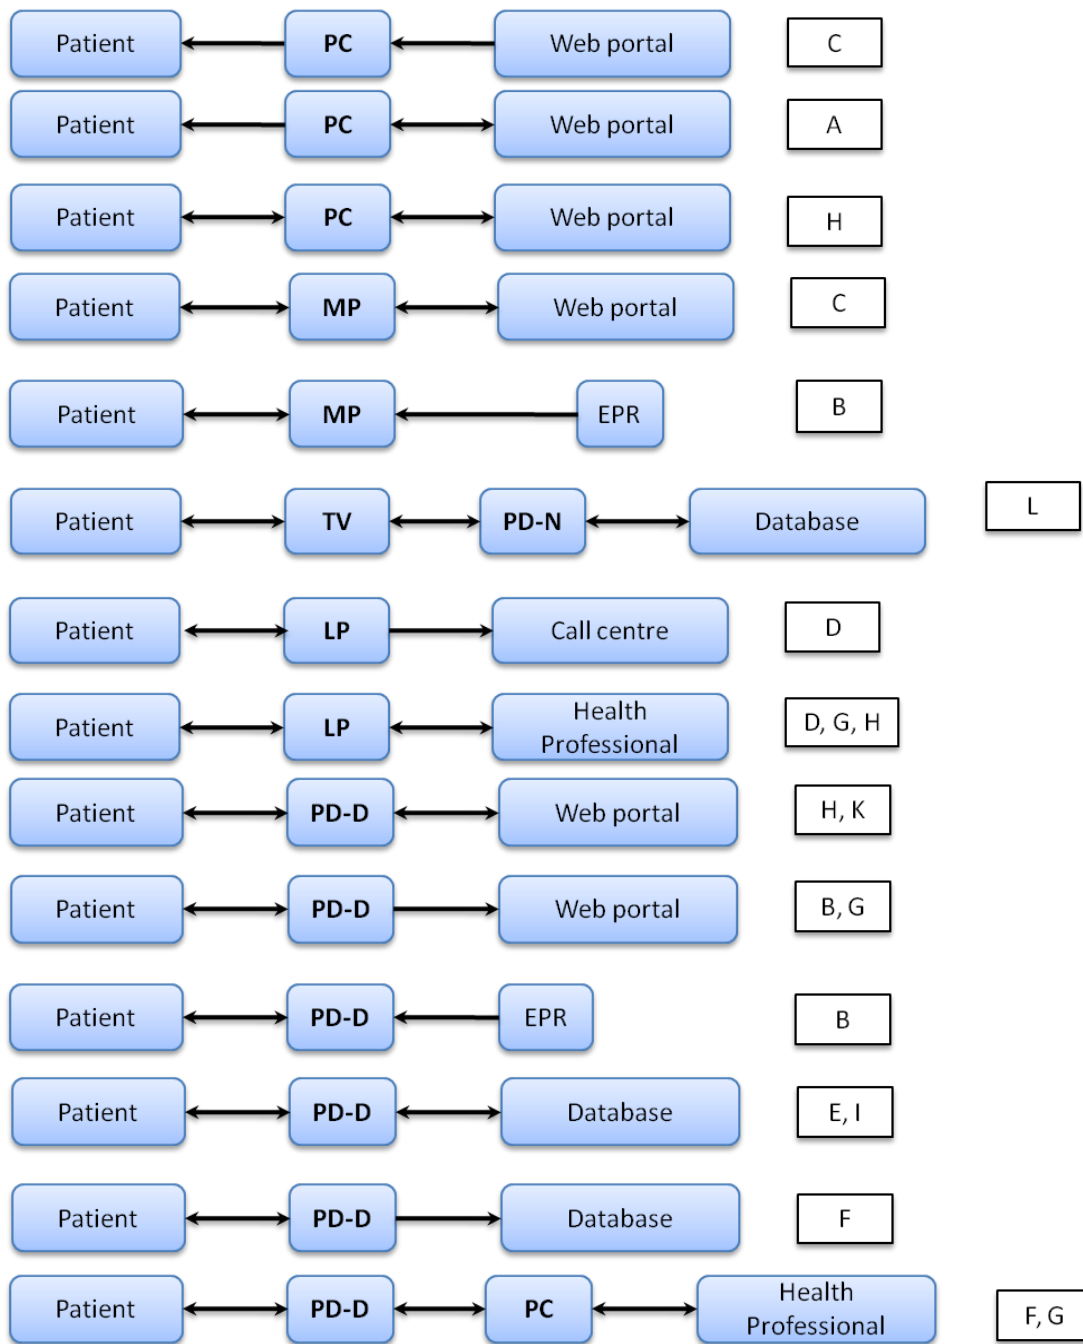 Patient PC Web portal C
Patient PC Web portal A
Patient PC Web portal H
Patient MP Web portal C
Patient MP EPR B
Patient TV PD-N Database L
Patient LP Call centre D
Patient LP Health Professional D, G, H
Patient PD-D Web portal H, K
Patient PD-D Web portal B, G
Patient PD-D EPR B
Patient PD-D Database E, I
Patient PD-D Database F
Patient PD-D PC Health Professional F, G